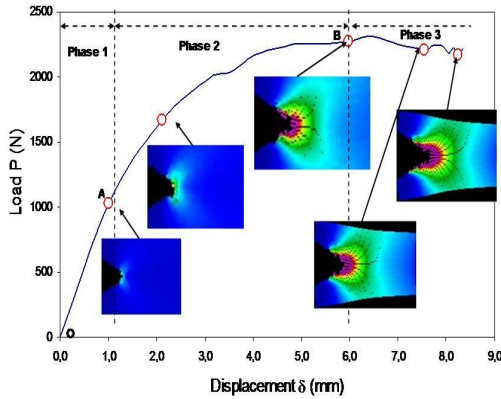 2500
2000
1500
1000
500
0
Load P (N)
Phase 1
Phase 2
Phase 3
A
B
O
0,0 1,0 2,0 3,0 4,0 5,0 6,0 7,0 8,0 9,0
Displacement δ (mm)